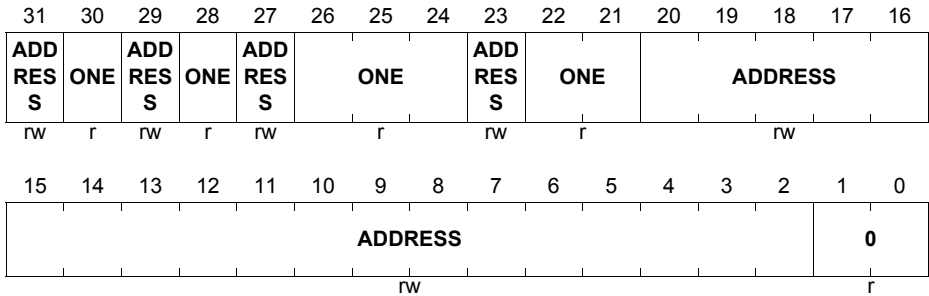 31 30 29 28 27 26 25 24 23 22 21 20 19 18 17 16
ADD ADD ADD ADD
RES ONE RES ONE RES ONE RES ONE ADDRESS
S S S S
rw r rw r rw r rw r rw
15 14 13 12 11 10 9 8 7 6 5 4 3 2 1 0
ADDRESS 0
rw r